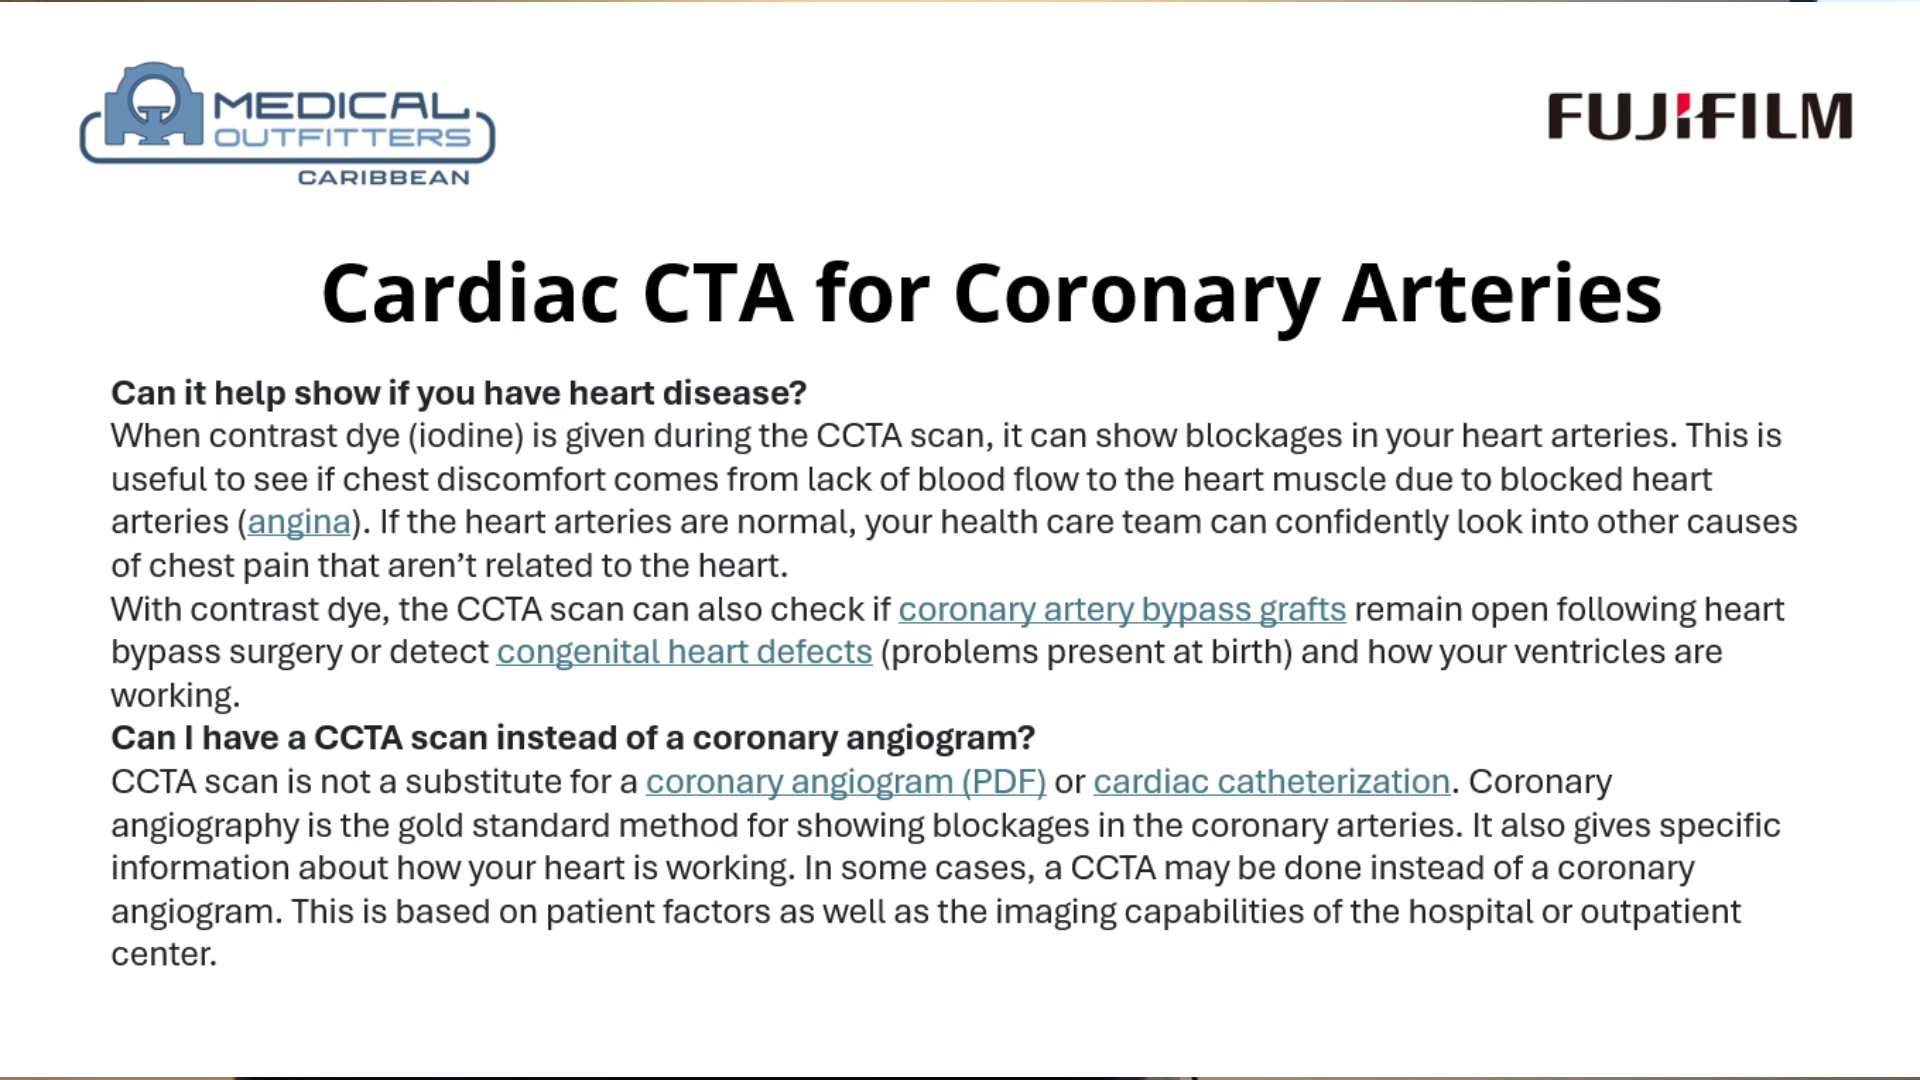 MEDICAL
OUTFITTERS
CARIBBEAN
FUJIFILM
Cardiac CTA for Coronary Arteries
Can it help show if you have heart disease?
When contrast dye (iodine) is given during the CCTA scan, it can show blockages in your heart arteries. This is
useful to see if chest discomfort comes from lack of blood flow to the heart muscle due to blocked heart
arteries (angina). If the heart arteries are normal, your health care team can confidently look into other causes
of chest pain that aren’t related to the heart.
With contrast dye, the CCTA scan can also check if coronary artery bypass grafts remain open following heart
bypass surgery or detect congenital heart defects (problems present at birth) and how your ventricles are
working.
Can I have a CCTA scan instead of a coronary angiogram?
CCTA scan is not a substitute for a coronary angiogram (PDF) or cardiac catheterization. Coronary
angiography is the gold standard method for showing blockages in the coronary arteries. It also gives specific
information about how your heart is working. In some cases, a CCTA may be done instead of a coronary
angiogram. This is based on patient factors as well as the imaging capabilities of the hospital or outpatient
center.